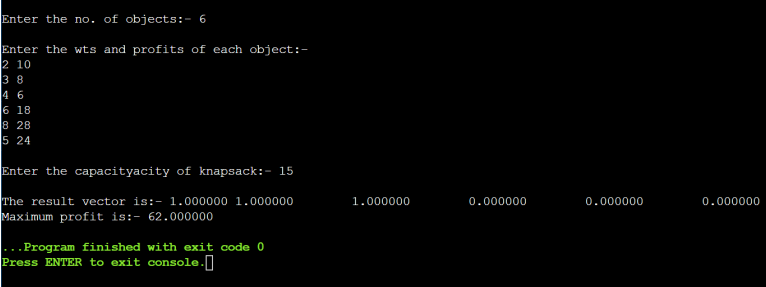 Enter the no. of objects:- 6
Enter the wts and profits of each object:-
2 10
3 8
4 6
6 18
8 28
5 24
Enter the capacityacity of knapsack:- 15
The result vector is:- 1.000000 1.000000 1.000000 0.000000 0.000000 0.000000
Maximum profit is:- 62.000000
...Program finished with exit code 0
Press ENTER to exit console.